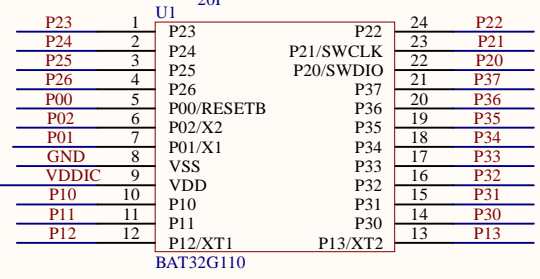 20P
U1
P23 1 P23 P22 24 P22
P24 2 P24 P21/SWCLK 23 P21
P25 3 P25 P20/SWDIO 22 P20
P26 4 P26 P37 21 P37
P00 5 P00/RESETB P36 20 P36
P02 6 P02/X2 P35 19 P35
P01 7 P01/X1 P34 18 P34
GND 8 VSS P33 17 P33
VDDIC 9 VDD P32 16 P32
P10 10 P10 P31 15 P31
P11 11 P11 P30 14 P30
P12 12 P12/XT1 P13/XT2 13 P13
BAT32G110